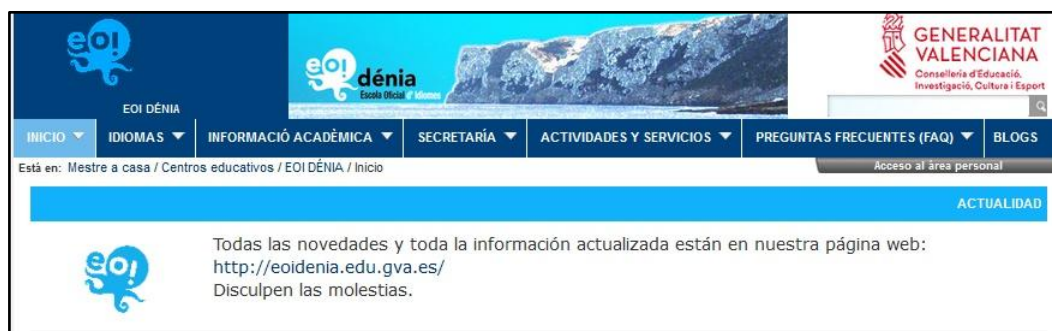 eoi
EOI DÉNIA
eoi dénia
Escola Oficial d'Idiomes
GENERALITAT
VALENCIANA
Conselleria d'Educació,
Investigació, Cultura i Esport
INICIO IDIOMAS INFORMACIÓ ACADÈMICA SECRETARÍA ACTIVIDADES Y SERVICIOS PREGUNTAS FRECUENTES (FAQ) BLOGS
Está en: Mestre a casa / Centros educativos / EOI DÉNIA / Inicio
Acceso al área personal
ACTUALIDAD
eoi
Todas las novedades y toda la información actualizada están en nuestra página web:
http://eoidenia.edu.gva.es/
Disculpen las molestias.